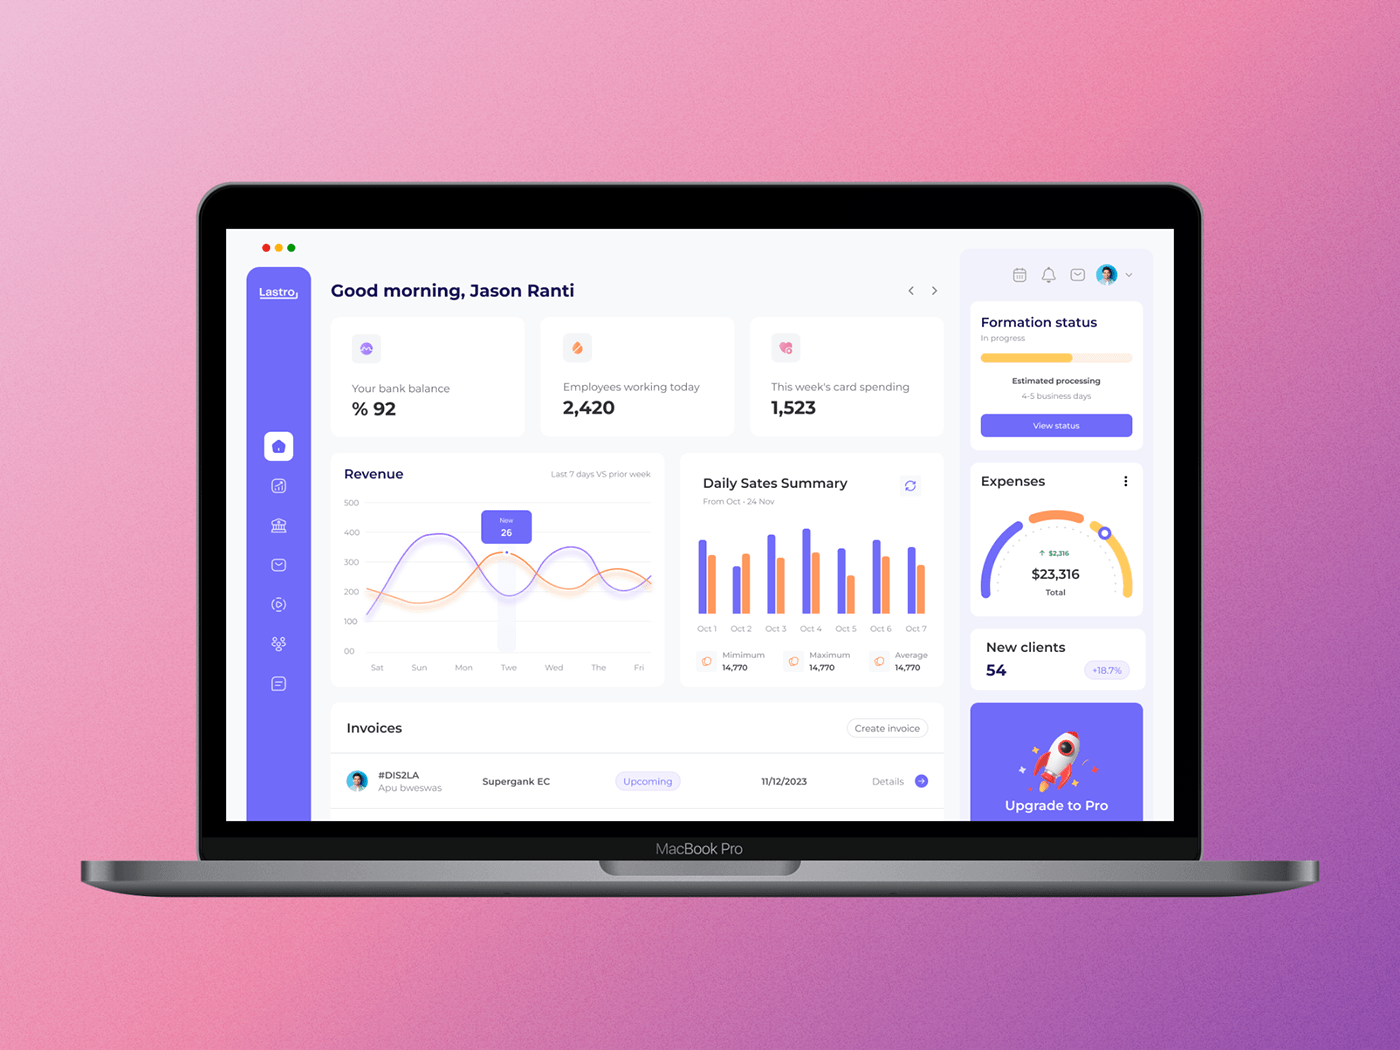 Lastro
Good morning, Jason Ranti
Your bank balance
% 92
Employees working today
2,420
This week's card spending
1,523
Revenue
Last 7 days VS prior week
500
400
300
200
100
00
New
26
Sat
Sun
Mon
Twe
Wed
The
Fri
Daily Sates Summary
From Oct - 24 Nov
Oct 1
Oct 2
Oct 3
Oct 4
Oct 5
Oct 6
Oct 7
Mimimum
14,770
Maximum
14,770
Average
14,770
Invoices
Create invoice
#DIS2LA
Apu bweswas
Supergank EC
Upcoming
11/12/2023
Details
Formation status
In progress
Estimated processing
4-5 business days
View status
Expenses
$2,316
$23,316
Total
New clients
54
+18.7%
Upgrade to Pro
MacBook Pro